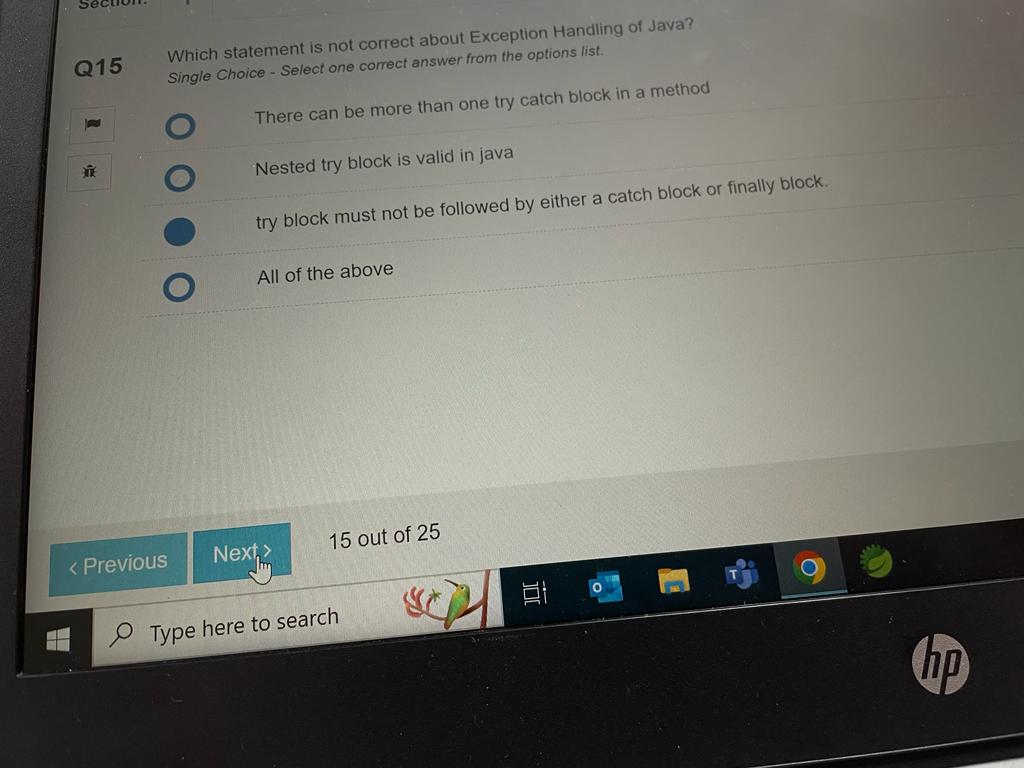 Section:
Q15
Which statement is not correct about Exception Handling of Java?
Single Choice - Select one correct answer from the options list.
There can be more than one try catch block in a method
Nested try block is valid in java
try block must not be followed by either a catch block or finally block.
All of the above
< Previous
Next >
15 out of 25
Type here to search
hp